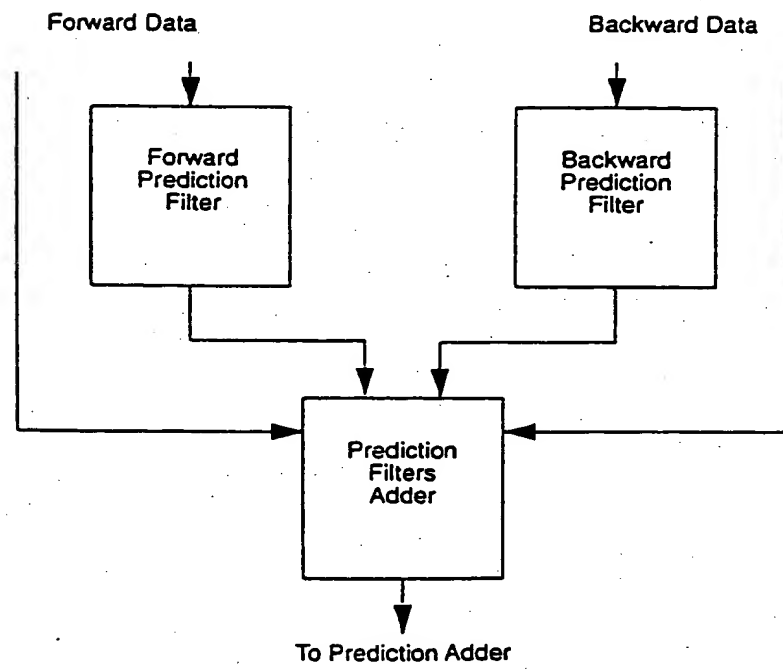 Forward Data
Backward Data
Forward
Prediction
Filter
Backward
Prediction
Filter
Prediction
Filters
Adder
To Prediction Adder